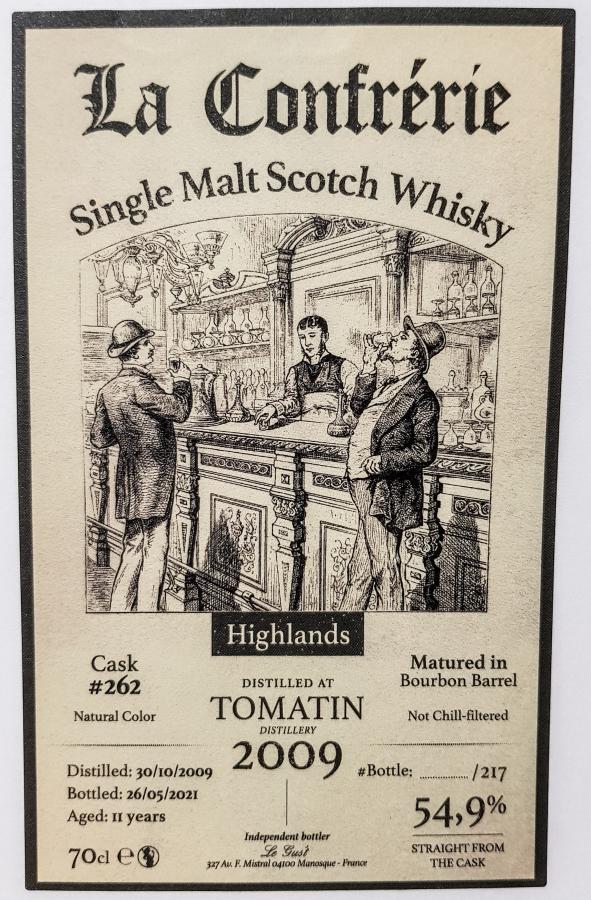 La Confrérie
Single Malt Scotch Whisky
Highlands
Cask
#262
Natural Color
Distilled: 30/10/2009
Bottled: 26/05/2021
Aged: 11 years
70cl e
DISTILLED AT
TOMATIN
DISTILLERY
2009
Independent bottler
Le Gust
327 Av. F. Mistral 04100 Manosque - France
Matured in
Bourbon Barrel
Not Chill-filtered
#Bottle: ............... /217
54,9%
STRAIGHT FROM
THE CASK